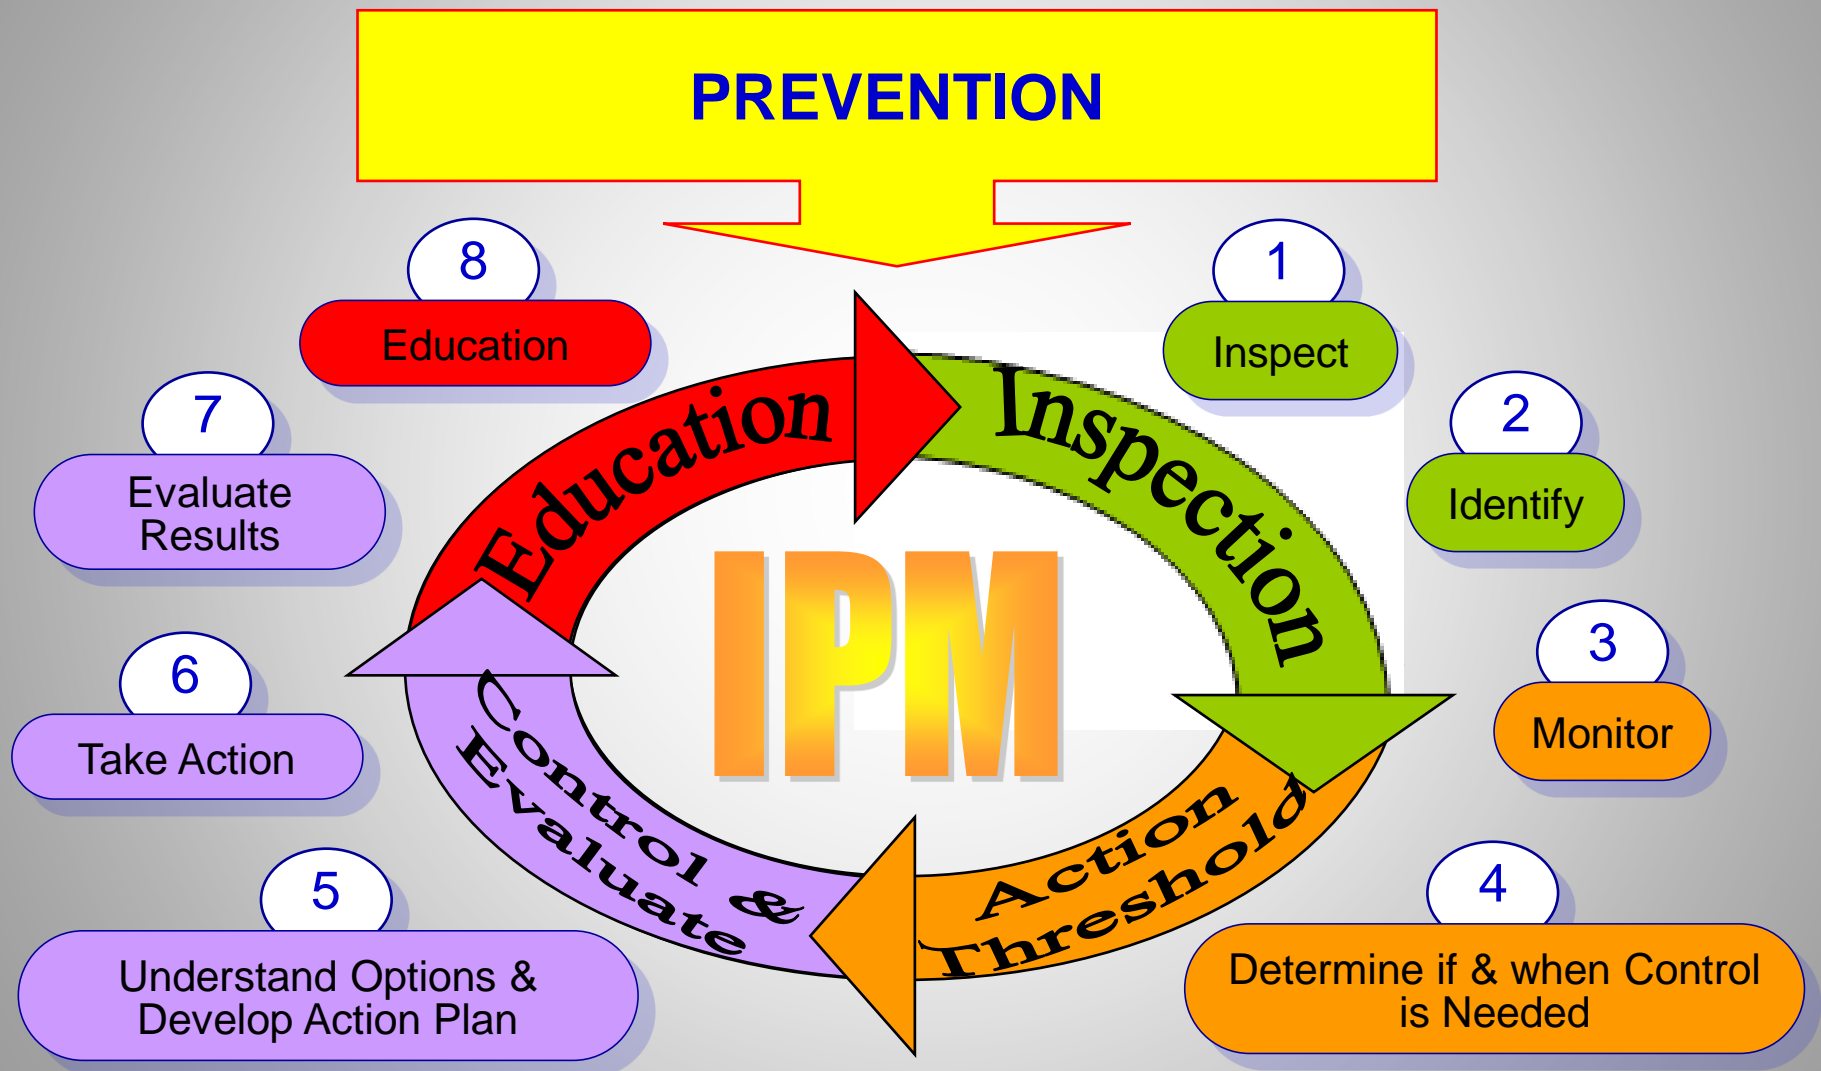 PREVENTION
1
Inspect
2
Identify
3
Monitor
4
Determine if & when Control
is Needed
5
Understand Options &
Develop Action Plan
6
Take Action
7
Evaluate
Results
8
Education
Inspection
Action
Threshold
Control &
Evaluate
Education
IPM